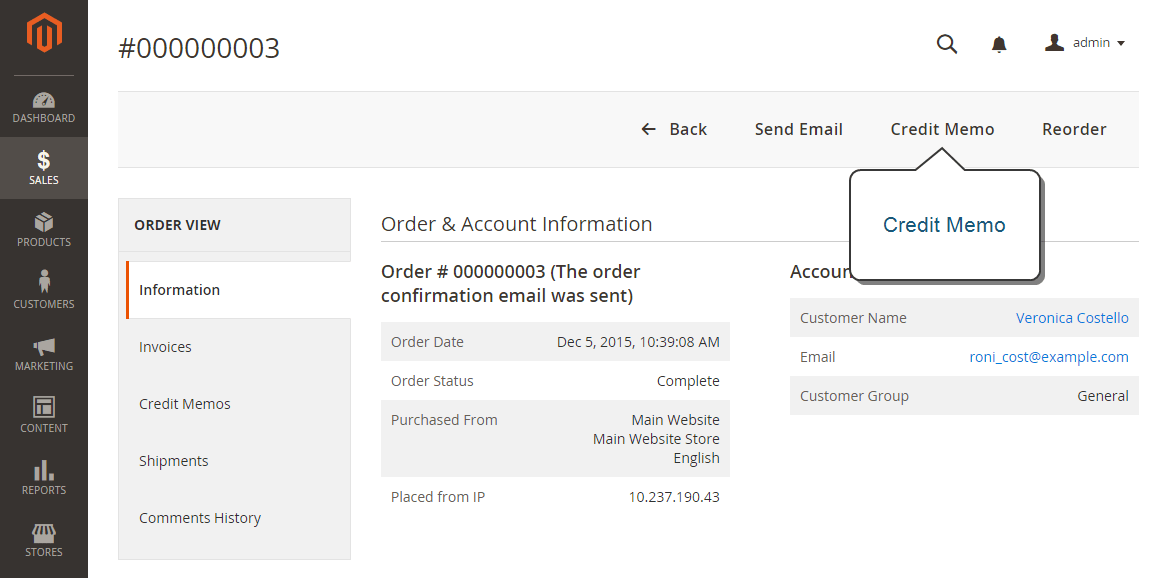 #000000003
admin
DASHBOARD
SALES
PRODUCTS
CUSTOMERS
MARKETING
CONTENT
REPORTS
STORES
Back
Send Email
Credit Memo
Reorder
Credit Memo
ORDER VIEW
Information
Invoices
Credit Memos
Shipments
Comments History
Order & Account Information
Order # 000000003 (The order
confirmation email was sent)
Order Date Dec 5, 2015, 10:39:08 AM
Order Status Complete
Purchased From Main Website
Main Website Store
English
Placed from IP 10.237.190.43
Customer Name Veronica Costello
Email roni_cost@example.com
Customer Group General